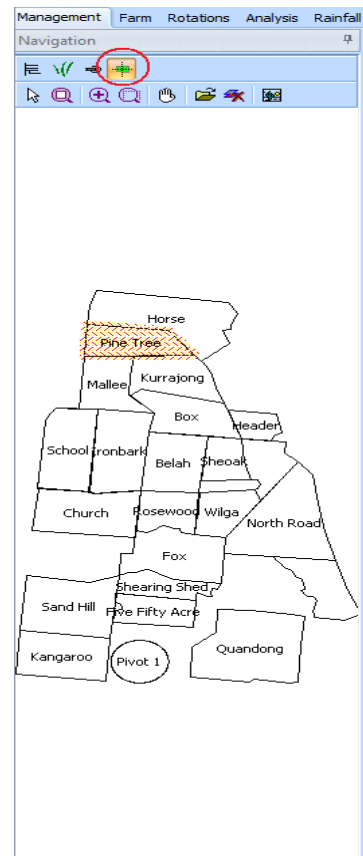 Management Farm Rotations Analysis Rainfall
Navigation
Horse
Pine Tree
Mallee Kurrajong
Box Header
School Ironbark Belah Sheoak
Church Rosewood Wilga North Road
Fox
Shearing Shed
Sand Hill Five Fifty Acre
Kangaroo Pivot 1 Quandong